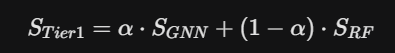 S_{Tier1} = α · S_{GNN} + (1 − α) · S_{RF}